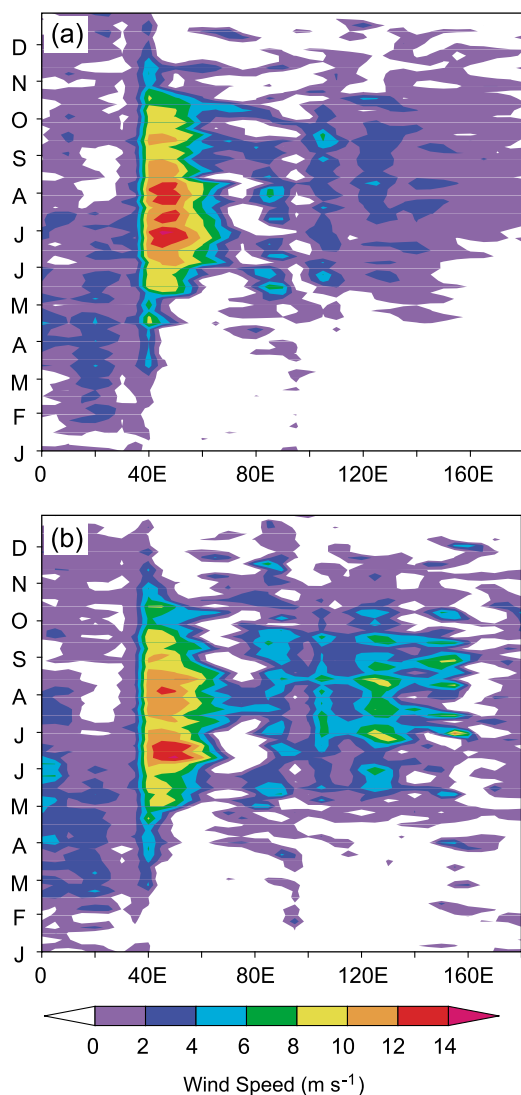 (a)
D
N
O
S
A
J
J
M
A
M
F
J
0 40E 80E 120E 160E
(b)
D
N
O
S
A
J
J
M
A
M
F
J
0 40E 80E 120E 160E
0 2 4 6 8 10 12 14
Wind Speed (m s⁻¹)